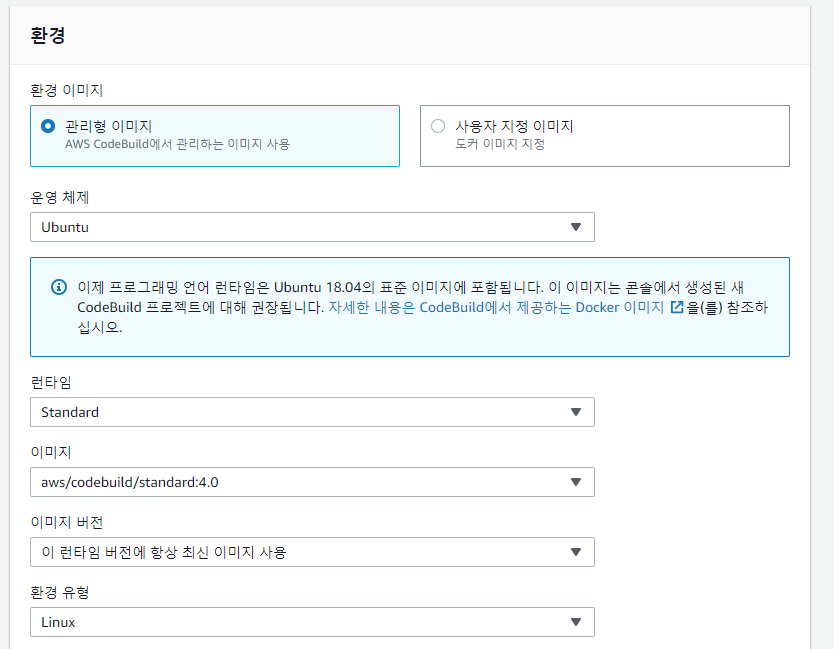 환경
환경 이미지
관리형 이미지
AWS CodeBuild에서 관리하는 이미지 사용
사용자 지정 이미지
도커 이미지 지정
운영 체제
Ubuntu
이제 프로그래밍 언어 런타임은 Ubuntu 18.04의 표준 이미지에 포함됩니다. 이 이미지는 콘솔에서 생성된 새
CodeBuild 프로젝트에 대해 권장됩니다. 자세한 내용은 CodeBuild에서 제공하는 Docker 이미지 을(를) 참조하
십시오.
런타임
Standard
이미지
aws/codebuild/standard:4.0
이미지 버전
이 런타임 버전에 항상 최신 이미지 사용
환경 유형
Linux